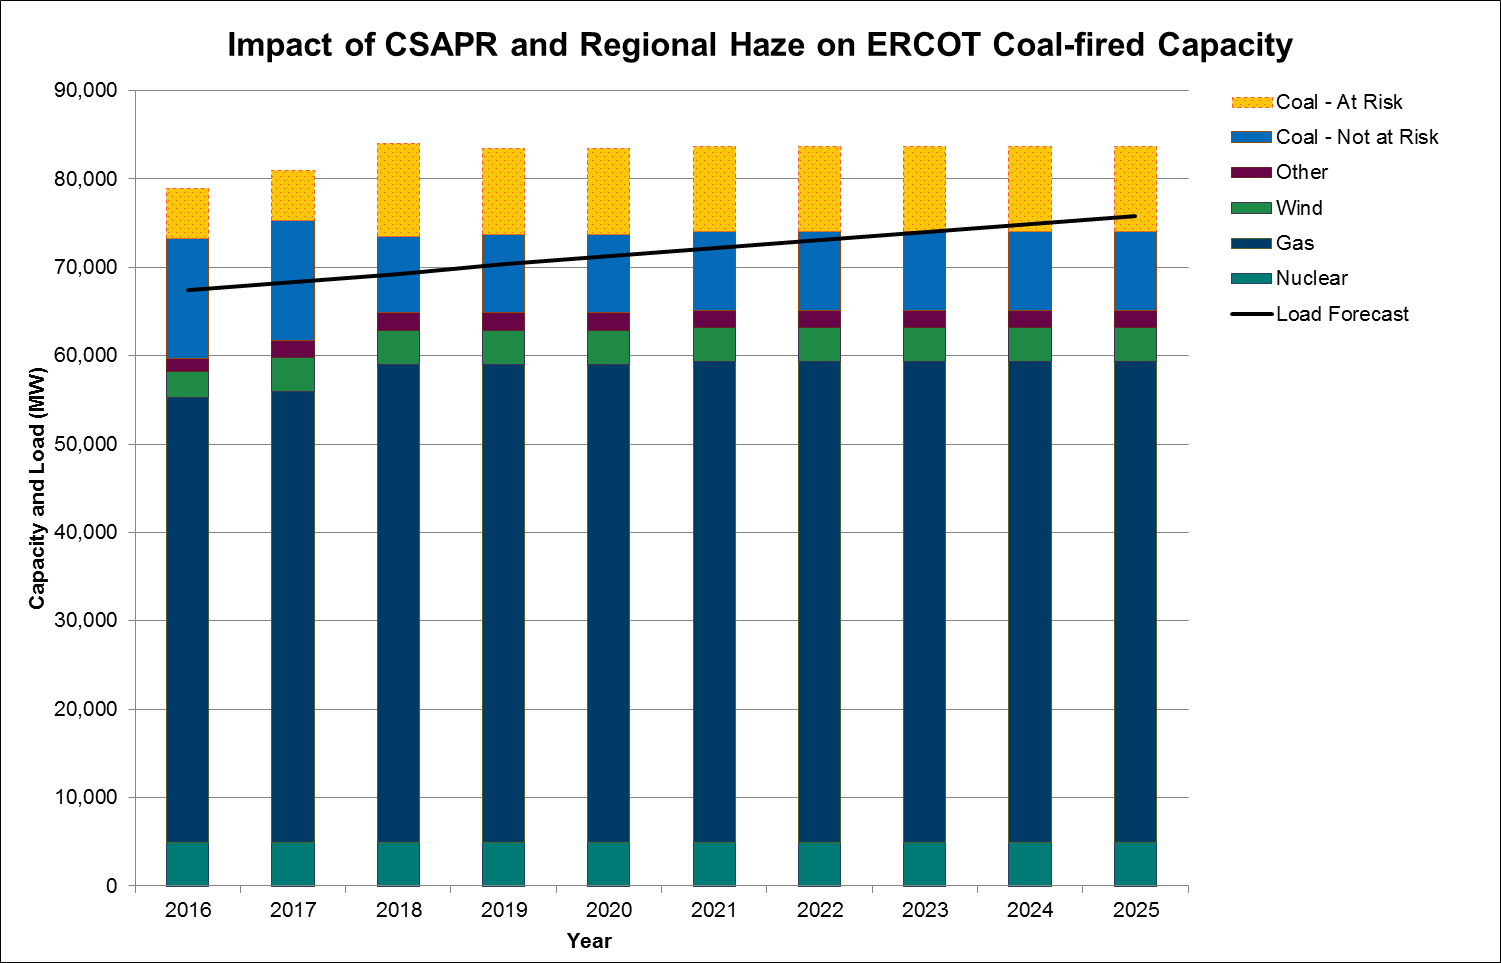 Impact of CSAPR and Regional Haze on ERCOT Coal-fired Capacity
90,000
80,000
70,000
60,000
50,000
40,000
30,000
20,000
10,000
0
Capacity and Load (MW)
2016 2017 2018 2019 2020 2021 2022 2023 2024 2025
Year
Coal - At Risk
Coal - Not at Risk
Other
Wind
Gas
Nuclear
Load Forecast